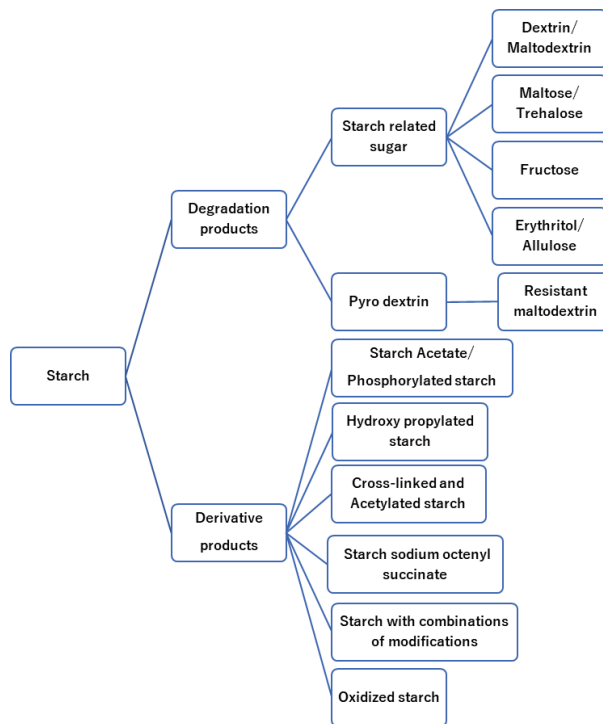 Starch
Degradation
products
Starch related
sugar
Dextrin/
Maltodextrin
Maltose/
Trehalose
Fructose
Erythritol/
Allulose
Pyro dextrin
Resistant
maltodextrin
Derivative
products
Starch Acetate/
Phosphorylated starch
Hydroxy propylated
starch
Cross-linked and
Acetylated starch
Starch sodium octenyl
succinate
Starch with combinations
of modifications
Oxidized starch